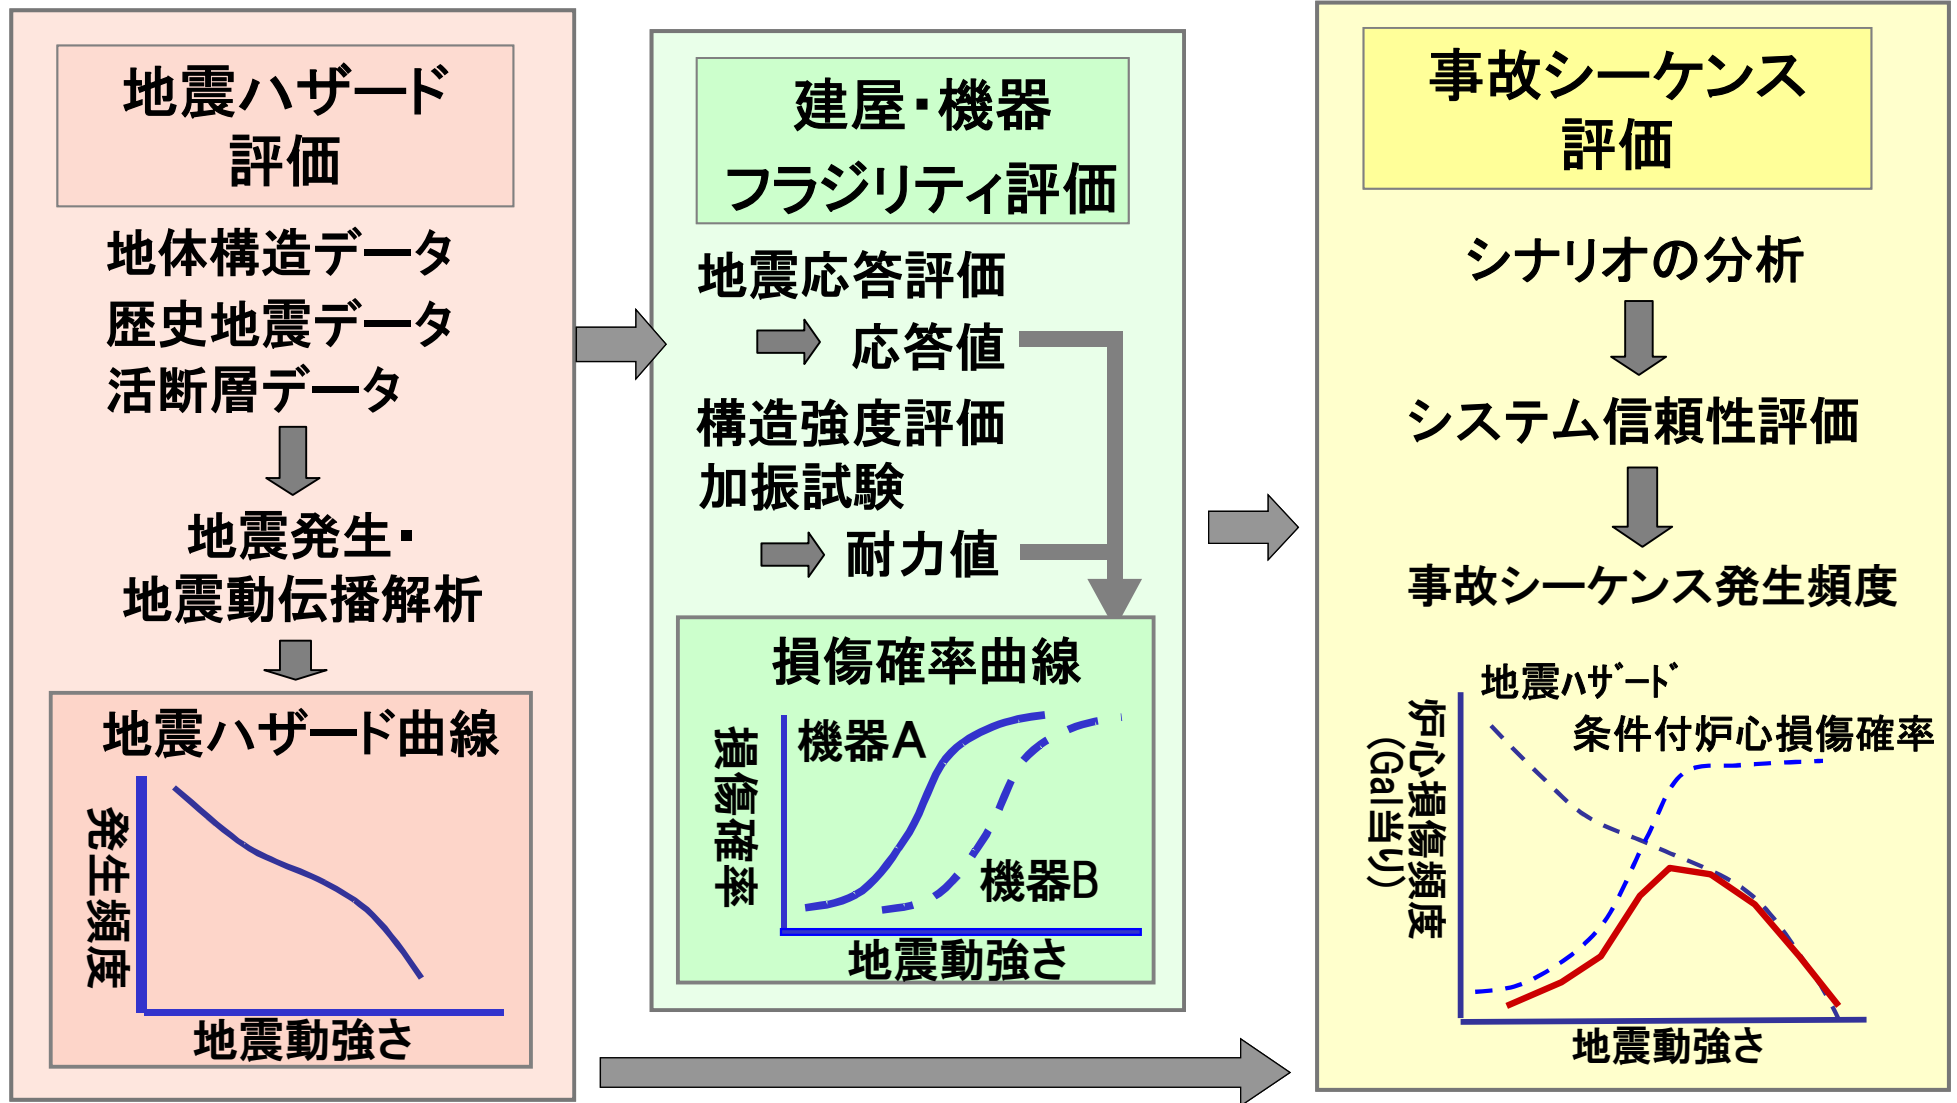 地震ハザード
評価
地体構造データ
歴史地震データ
活断層データ
地震発生・
地震動伝播解析
地震ハザード曲線
発生頻度
地震動強さ
建屋・機器
フラジリティ評価
地震応答評価
応答値
構造強度評価
加振試験
耐力値
損傷確率曲線
損傷確率
機器A
機器B
地震動強さ
事故シーケンス
評価
シナリオの分析
システム信頼性評価
事故シーケンス発生頻度
地震ﾊｻﾞｰﾄﾞ
条件付炉心損傷確率
炉心損傷頻度
(Gal当り)
地震動強さ